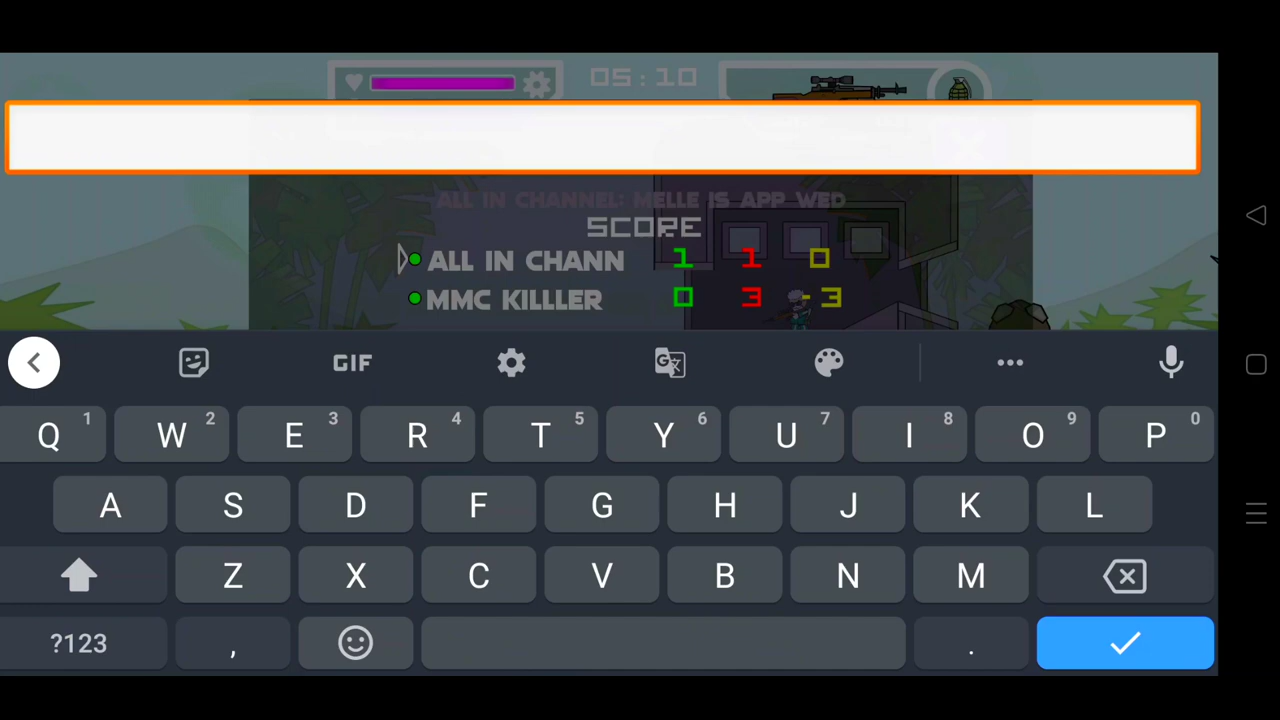 05:10
ALL IN CHANNEL: MELLE IS APP WED
SCORE
ALL IN CHANN 1 1 0
MMC KILLLER 0 3 -3
GIF
Q 1 W 2 E 3 R 4 T 5 Y 6 U 7 I 8 O 9 P 0
A S D F G H J K L
Z X C V B N M
?123 , .